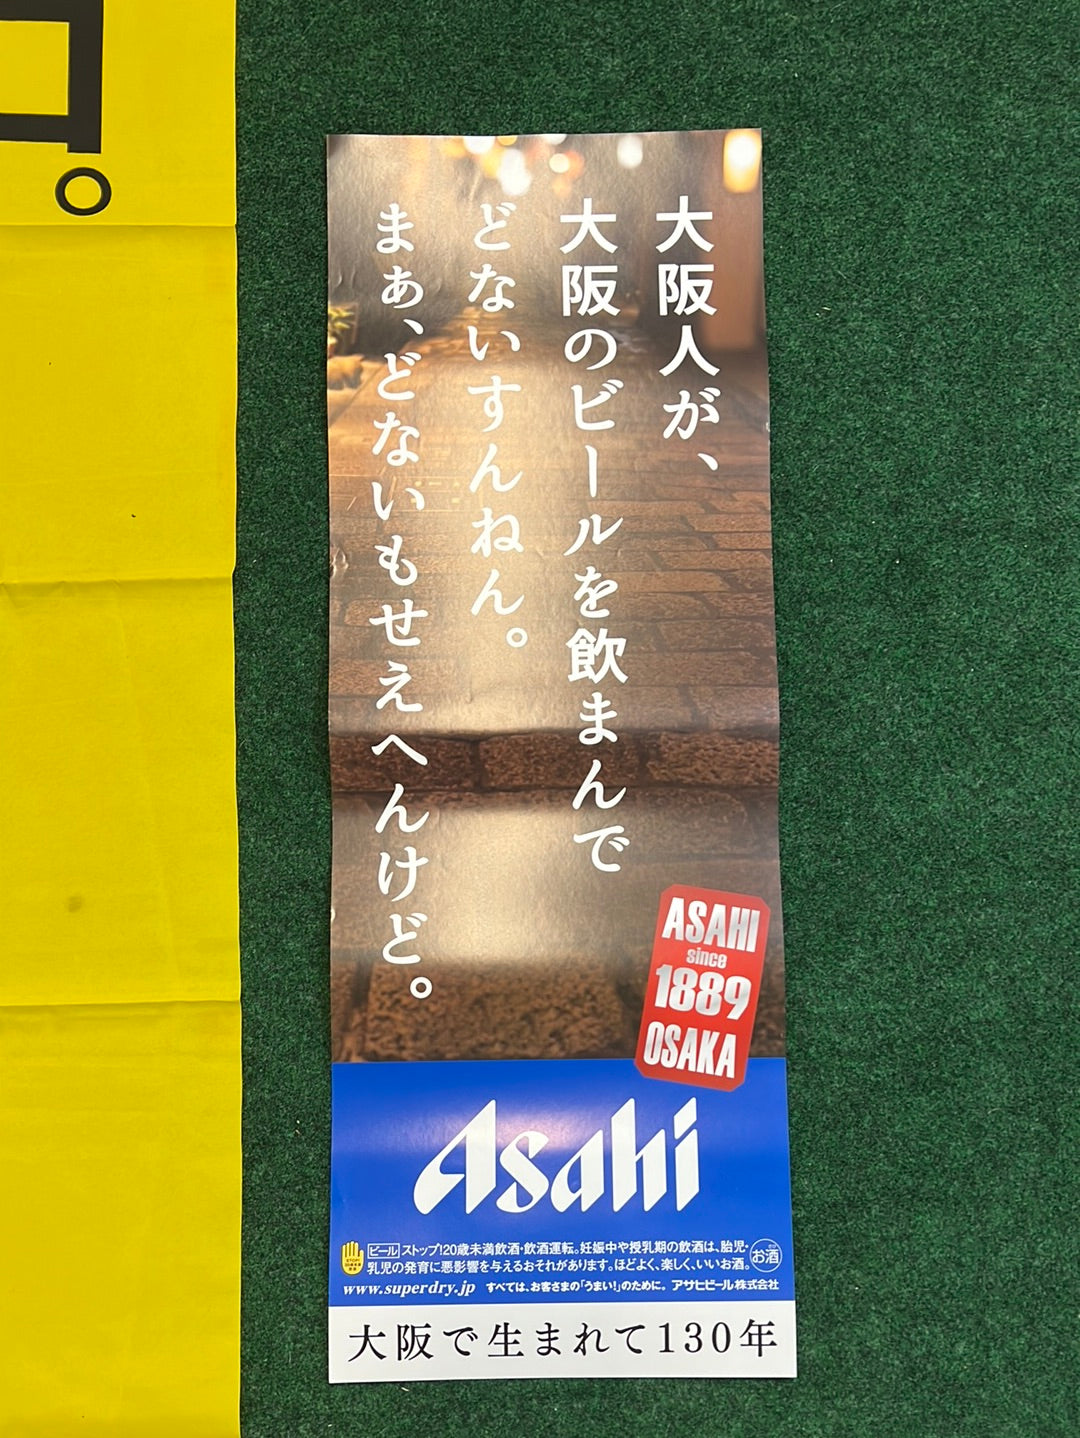 大阪人が、
大阪のビールを飲まんで
どないすんねん。
まぁ、どないもせえへんけど。
ASAHI
since
1889
OSAKA
Asahi
ビール ストップ!20歳未満飲酒・飲酒運転。妊娠中や授乳期の飲酒は、胎児・
乳児の発育に悪影響を与えるおそれがあります。ほどよく、楽しく、いいお酒。
お酒
www.superdry.jp すべては、お客さまの「うまい!」のために。 アサヒビール株式会社
大阪で生まれて130年